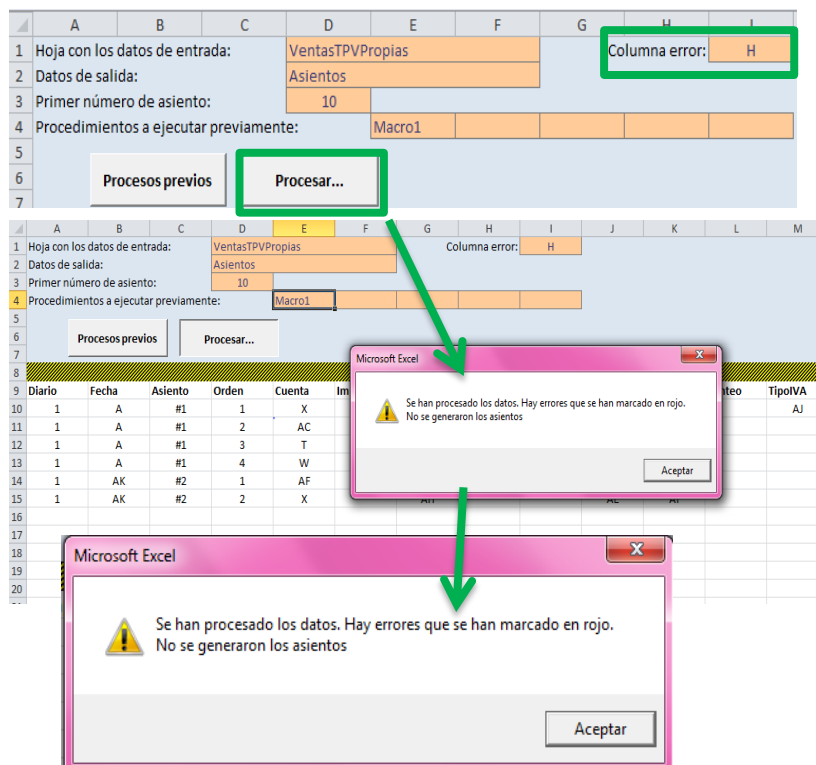 A B C D E F G H I
1 Hoja con los datos de entrada: VentasTPVPropias Columna error: H
2 Datos de salida: Asientos
3 Primer número de asiento: 10
4 Procedimientos a ejecutar previamente: Macro1
5
6 Procesos previos Procesar...
7
A B C D E F G H I J K L M
1 Hoja con los datos de entrada: VentasTPVPropias Columna error: H
2 Datos de salida: Asientos
3 Primer número de asiento: 10
4 Procedimientos a ejecutar previamente: Macro1
5
6 Procesos previos Procesar...
7
8
Microsoft Excel
Se han procesado los datos. Hay errores que se han marcado en rojo.
No se generaron los asientos
Aceptar
9 Diario Fecha Asiento Orden Cuenta Im nteo TipoIVA
10 1 A #1 1 X AJ
11 1 A #1 2 AC
12 1 A #1 3 T
13 1 A #1 4 W
14 1 AK #2 1 AF
15 1 AK #2 2 X
16
17
18
19
20
Microsoft Excel
Se han procesado los datos. Hay errores que se han marcado en rojo.
No se generaron los asientos
Aceptar